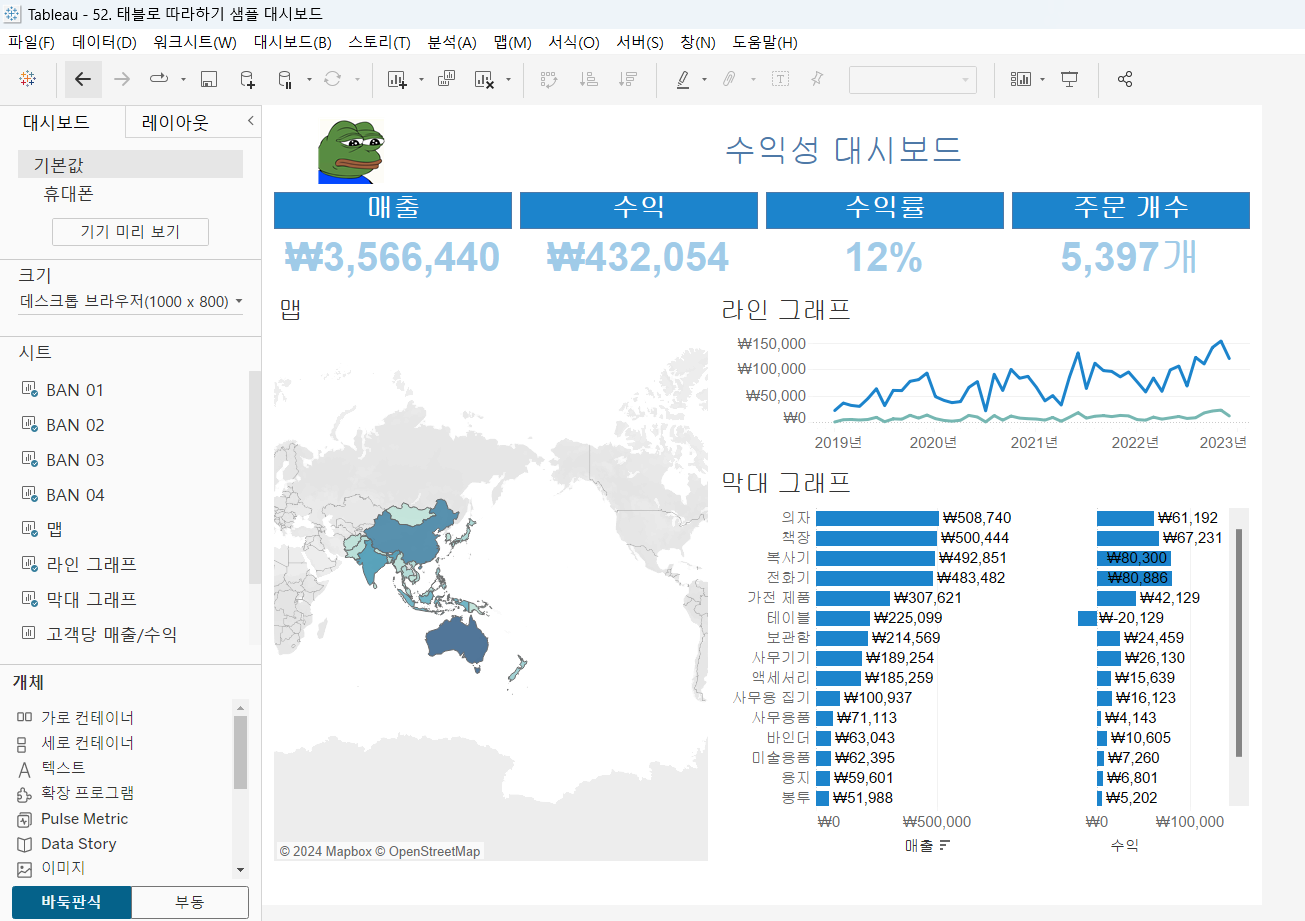 Tableau - 52. 태블로 따라하기 샘플 대시보드
파일(F) 데이터(D) 워크시트(W) 대시보드(B) 스토리(T) 분석(A) 맵(M) 서식(O) 서버(S) 창(N) 도움말(H)
대시보드 레이아웃
기본값
휴대폰
기기 미리 보기
크기
데스크톱 브라우저(1000 x 800)
시트
BAN 01
BAN 02
BAN 03
BAN 04
맵
라인 그래프
막대 그래프
고객당 매출/수익
개체
가로 컨테이너
세로 컨테이너
텍스트
확장 프로그램
Pulse Metric
Data Story
이미지
바둑판식 부동
수익성 대시보드
매출 수익 수익률 주문 개수
₩3,566,440 ₩432,054 12% 5,397개
맵
© 2024 Mapbox © OpenStreetMap
라인 그래프
₩150,000
₩100,000
₩50,000
₩0
2019년 2020년 2021년 2022년 2023년
막대 그래프
의자 ₩508,740 ₩61,192
책장 ₩500,444 ₩67,231
복사기 ₩492,851 ₩80,300
전화기 ₩483,482 ₩80,886
가전 제품 ₩307,621 ₩42,129
테이블 ₩225,099 ₩-20,129
보관함 ₩214,569 ₩24,459
사무기기 ₩189,254 ₩26,130
액세서리 ₩185,259 ₩15,639
사무용 집기 ₩100,937 ₩16,123
사무용품 ₩71,113 ₩4,143
바인더 ₩63,043 ₩10,605
미술용품 ₩62,395 ₩7,260
용지 ₩59,601 ₩6,801
봉투 ₩51,988 ₩5,202
₩0 ₩500,000 ₩0 ₩100,000
매출 수익